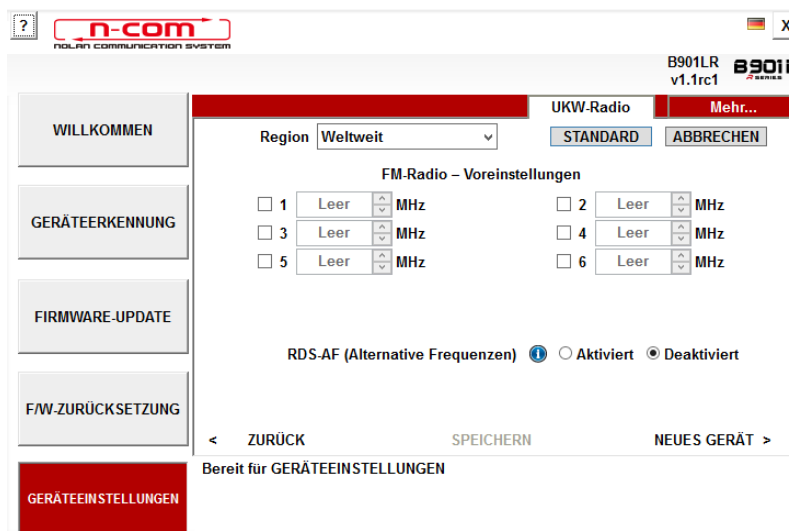 ?
n-com
NOLAN COMMUNICATION SYSTEM
X
B901LR
v1.1rc1
B901
R SERIES
UKW-Radio
Mehr...
WILLKOMMEN
Region Weltweit STANDARD ABBRECHEN
FM-Radio – Voreinstellungen
1 Leer MHz 2 Leer MHz
GERÄTEERKENNUNG
3 Leer MHz 4 Leer MHz
5 Leer MHz 6 Leer MHz
FIRMWARE-UPDATE
RDS-AF (Alternative Frequenzen) i Aktiviert Deaktiviert
F/W-ZURÜCKSETZUNG
< ZURÜCK SPEICHERN NEUES GERÄT >
Bereit für GERÄTEEINSTELLUNGEN
GERÄTEEINSTELLUNGEN